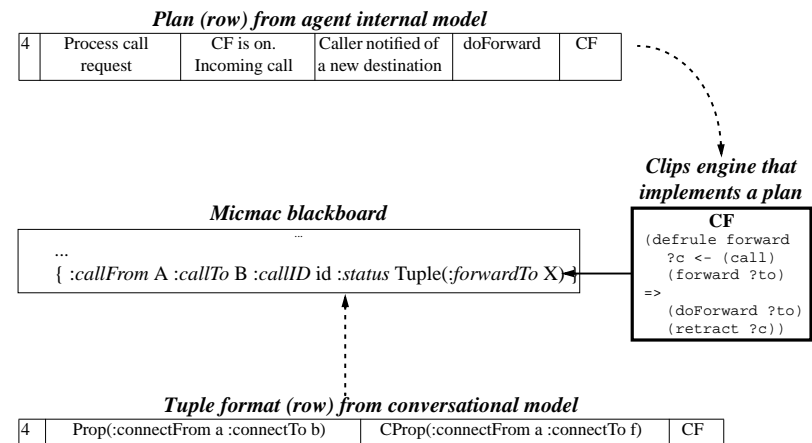 Plan (row) from agent internal model
4 Process call request CF is on. Incoming call Caller notified of a new destination doForward CF
Clips engine that
implements a plan
Micmac blackboard
CF
(defrule forward
?c <- (call)
(forward ?to)
=>
(doForward ?to)
(retract ?c))
...
...
{ :callFrom A :callTo B :callID id :status Tuple(:forwardTo X) }
Tuple format (row) from conversational model
4 Prop(:connectFrom a :connectTo b) CProp(:connectFrom a :connectTo f) CF